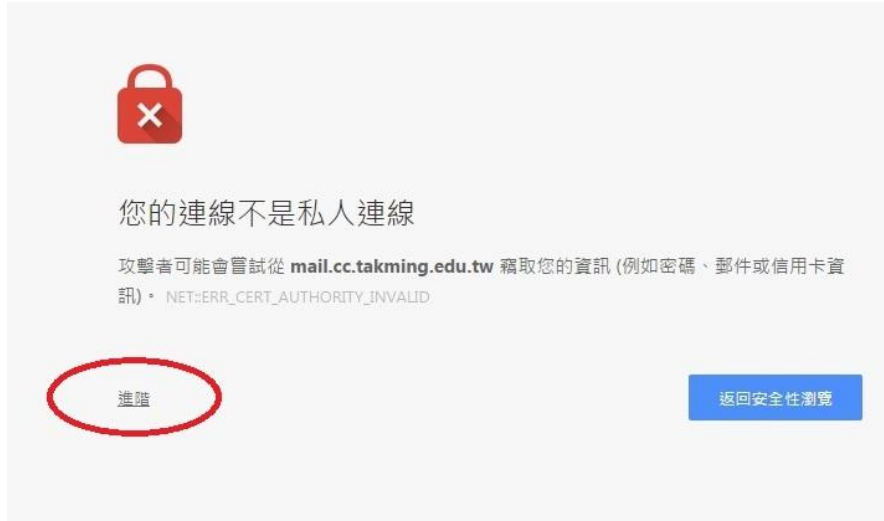 您的連線不是私人連線
攻擊者可能會嘗試從 mail.cc.takming.edu.tw 竊取您的資訊 (例如密碼、郵件或信用卡資
訊)。 NET::ERR_CERT_AUTHORITY_INVALID
進階
返回安全性瀏覽